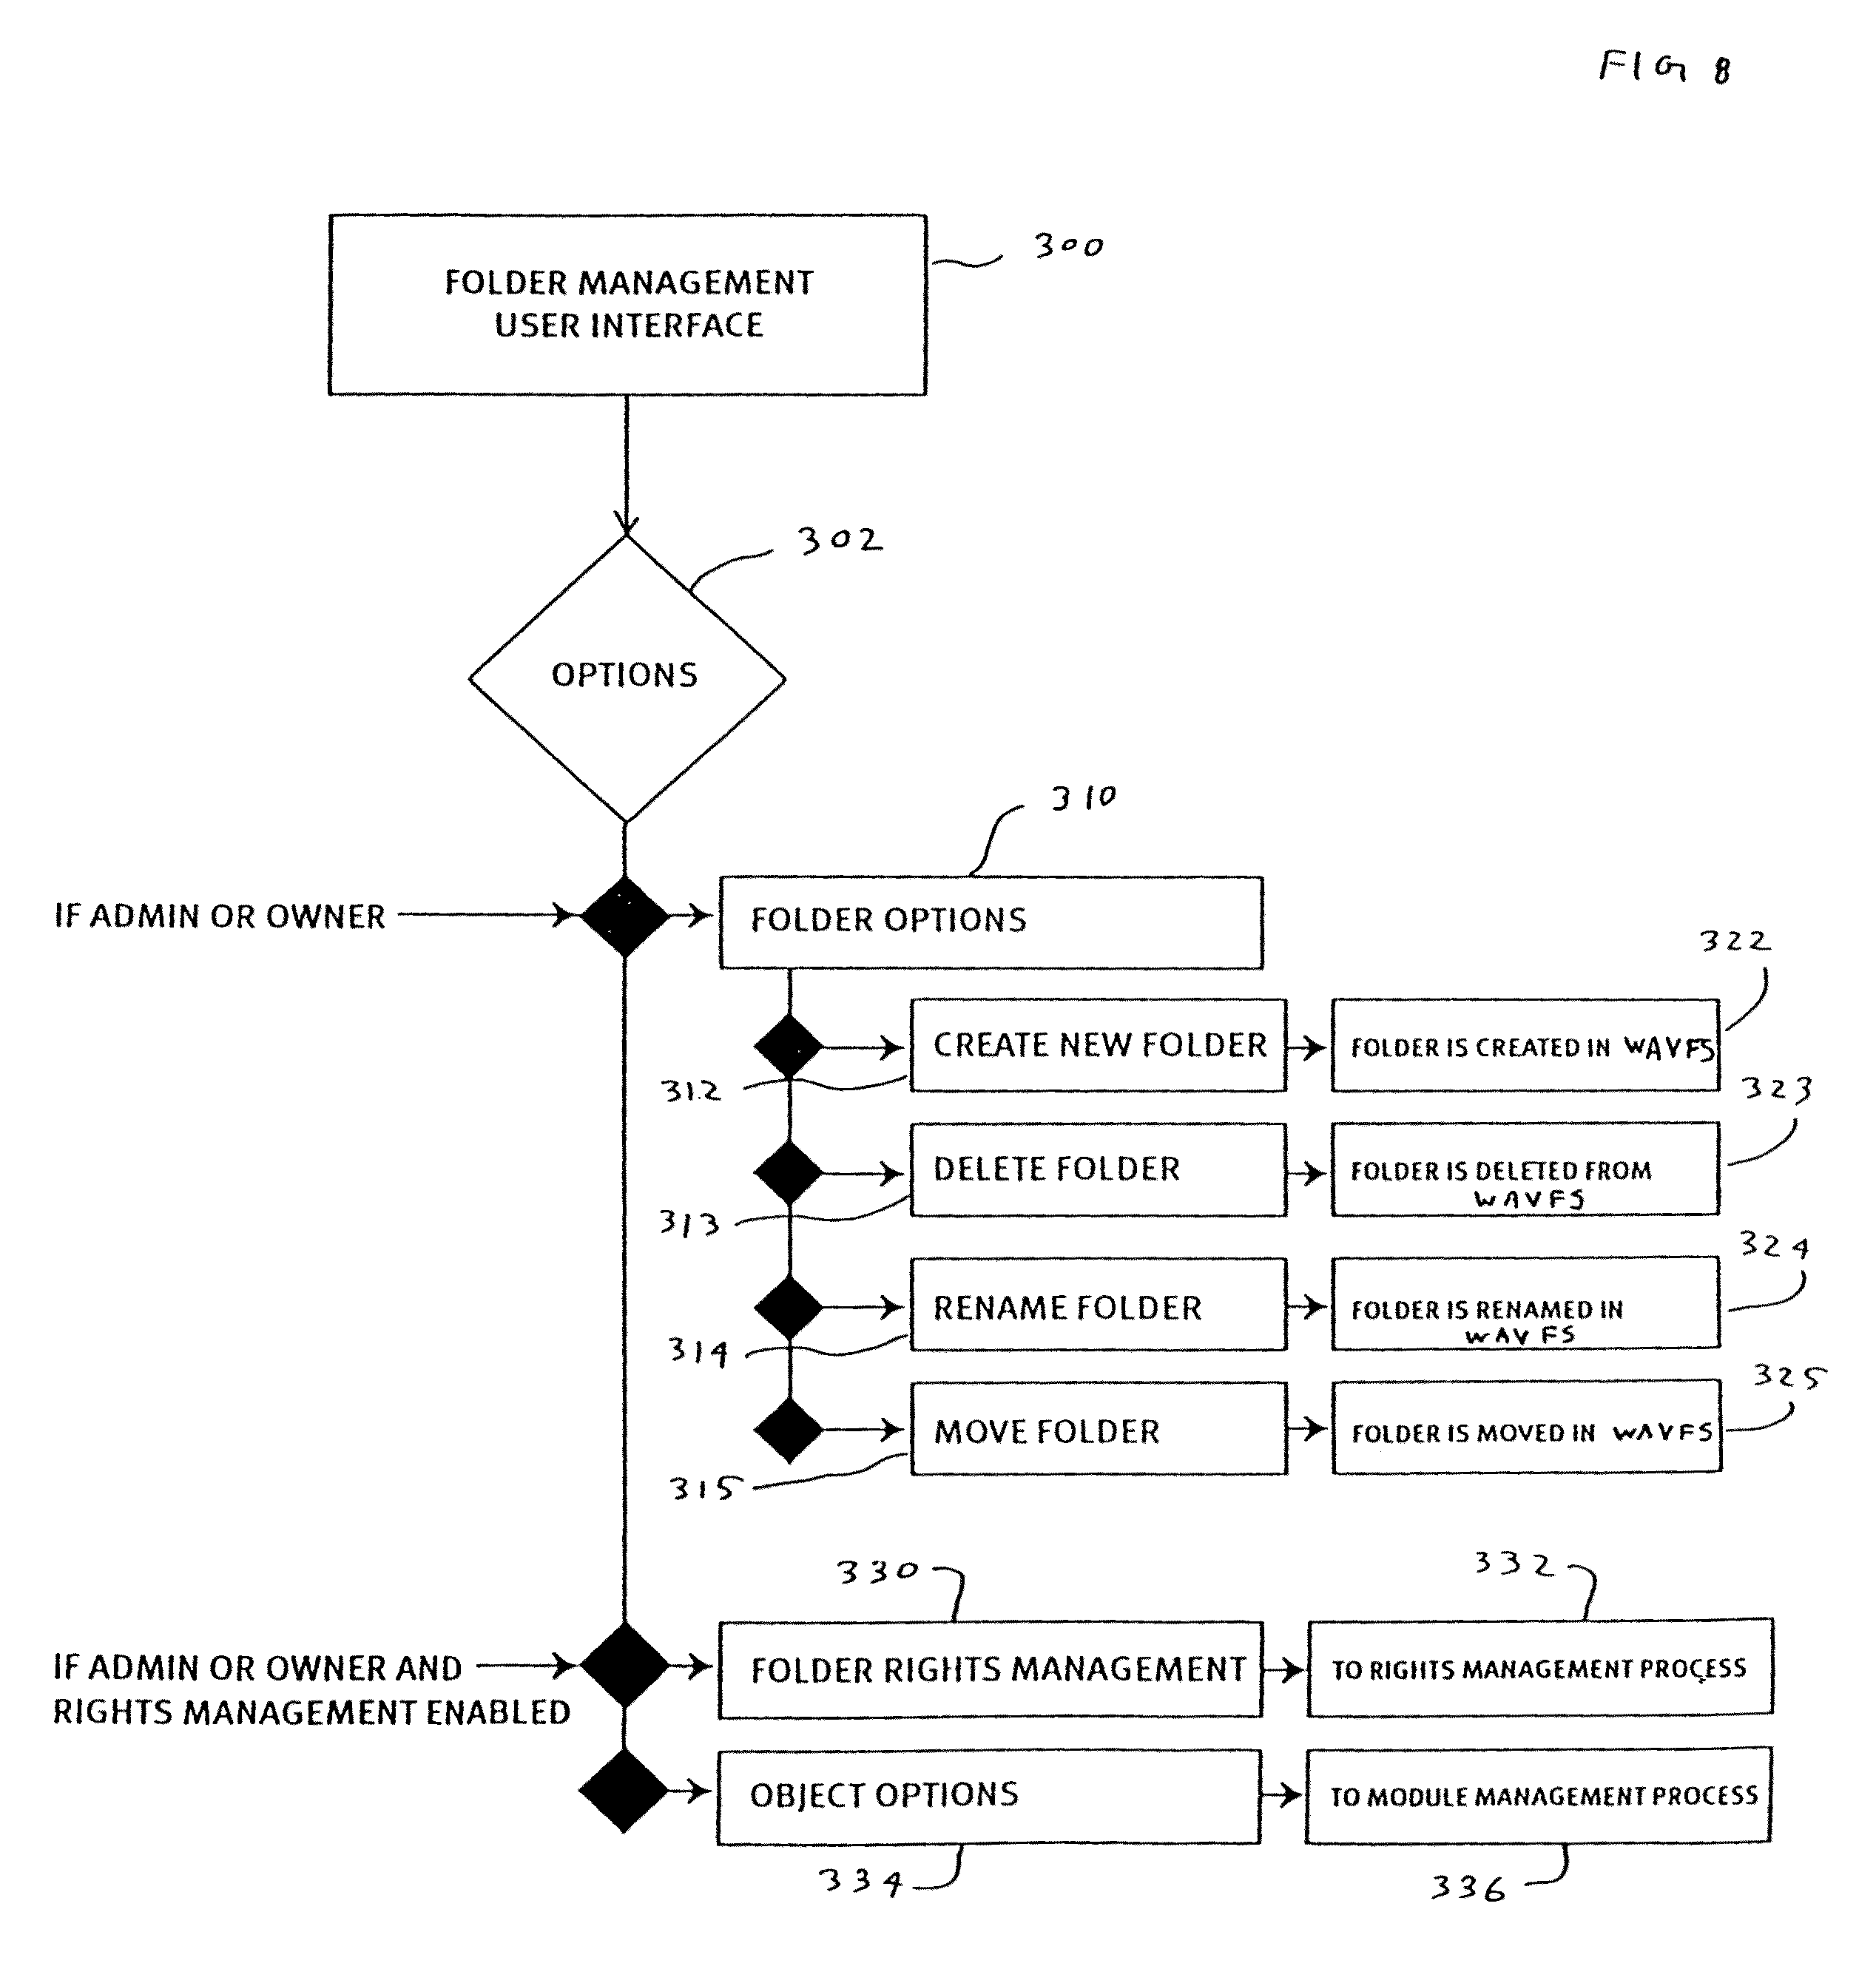 FIG 8
300
FOLDER MANAGEMENT
USER INTERFACE
302
OPTIONS
310
IF ADMIN OR OWNER
FOLDER OPTIONS
322
CREATE NEW FOLDER
FOLDER IS CREATED IN WAVFS
312
323
DELETE FOLDER
FOLDER IS DELETED FROM
WAVFS
313
324
RENAME FOLDER
FOLDER IS RENAMED IN
WAVFS
314
325
MOVE FOLDER
FOLDER IS MOVED IN WAVFS
315
330
332
IF ADMIN OR OWNER AND
RIGHTS MANAGEMENT ENABLED
FOLDER RIGHTS MANAGEMENT
TO RIGHTS MANAGEMENT PROCESS
OBJECT OPTIONS
TO MODULE MANAGEMENT PROCESS
334
336